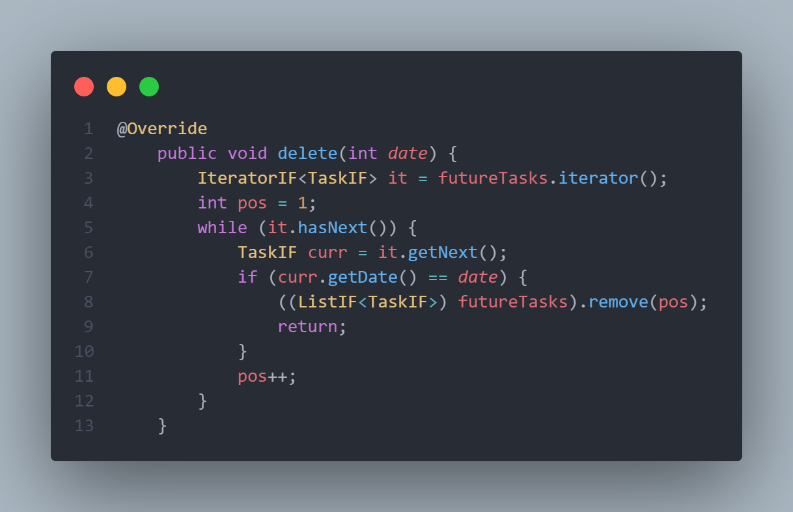 1 @Override
2     public void delete(int date) {
3         IteratorIF<TaskIF> it = futureTasks.iterator();
4         int pos = 1;
5         while (it.hasNext()) {
6             TaskIF curr = it.getNext();
7             if (curr.getDate() == date) {
8                 ((ListIF<TaskIF>) futureTasks).remove(pos);
9                 return;
10             }
11             pos++;
12         }
13     }